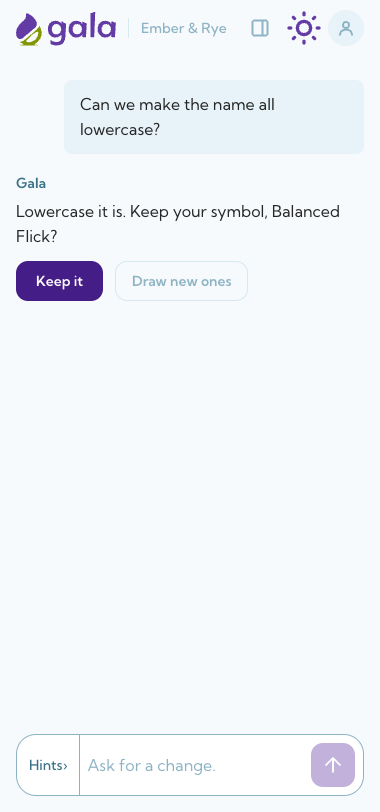 gala
Ember & Rye
Can we make the name all
lowercase?
Gala
Lowercase it is. Keep your symbol, Balanced
Flick?
Keep it
Draw new ones
Hints›
Ask for a change.